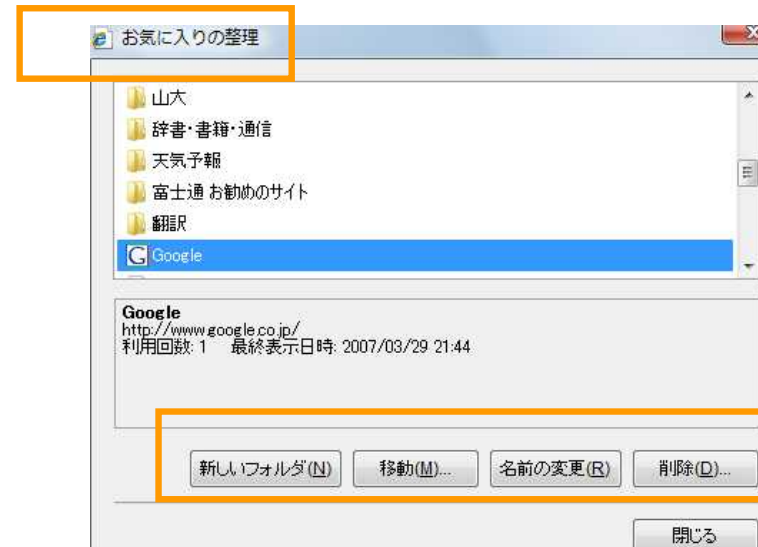 お気に入りの整理
山大
辞書・書籍・通信
天気予報
富士通 お勧めのサイト
翻訳
Google
Google
http://www.google.co.jp/
利用回数: 1 最終表示日時: 2007/03/29 21:44
新しいフォルダ(N) 移動(M)... 名前の変更(R) 削除(D)...
閉じる